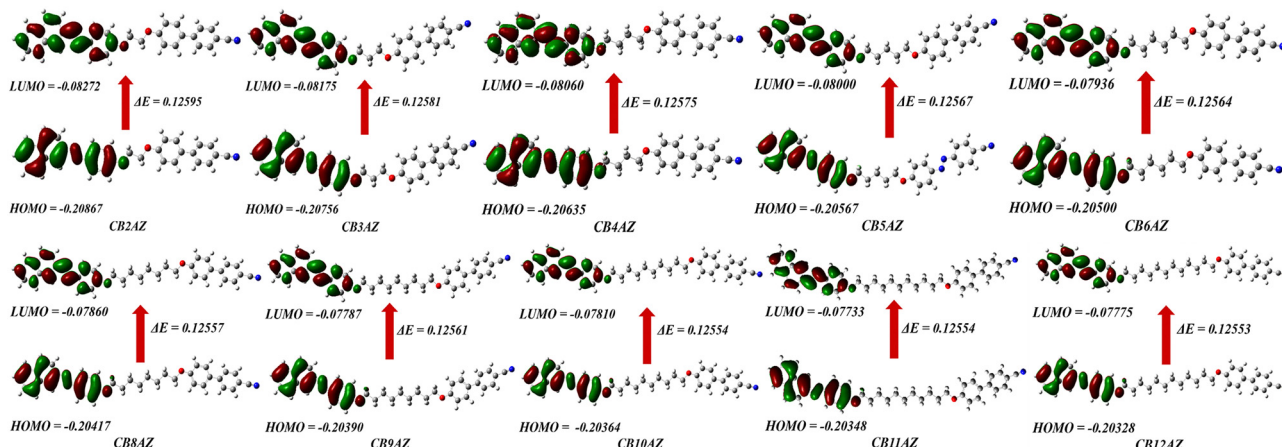 LUMO = -0.08272
ΔE = 0.12595
HOMO = -0.20867
CB2AZ
LUMO = -0.08175
ΔE = 0.12581
HOMO = -0.20756
CB3AZ
LUMO = -0.08060
ΔE = 0.12575
HOMO = -0.20635
CB4AZ
LUMO = -0.08000
ΔE = 0.12567
HOMO = -0.20567
CB5AZ
LUMO = -0.07936
ΔE = 0.12564
HOMO = -0.20500
CB6AZ
LUMO = -0.07860
ΔE = 0.12557
HOMO = -0.20417
CB8AZ
LUMO = -0.07787
ΔE = 0.12561
HOMO = -0.20390
CB9AZ
LUMO = -0.07810
ΔE = 0.12554
HOMO = -0.20364
CB10AZ
LUMO = -0.07733
ΔE = 0.12554
HOMO = -0.20348
CB11AZ
LUMO = -0.07775
ΔE = 0.12553
HOMO = -0.20328
CB12AZ